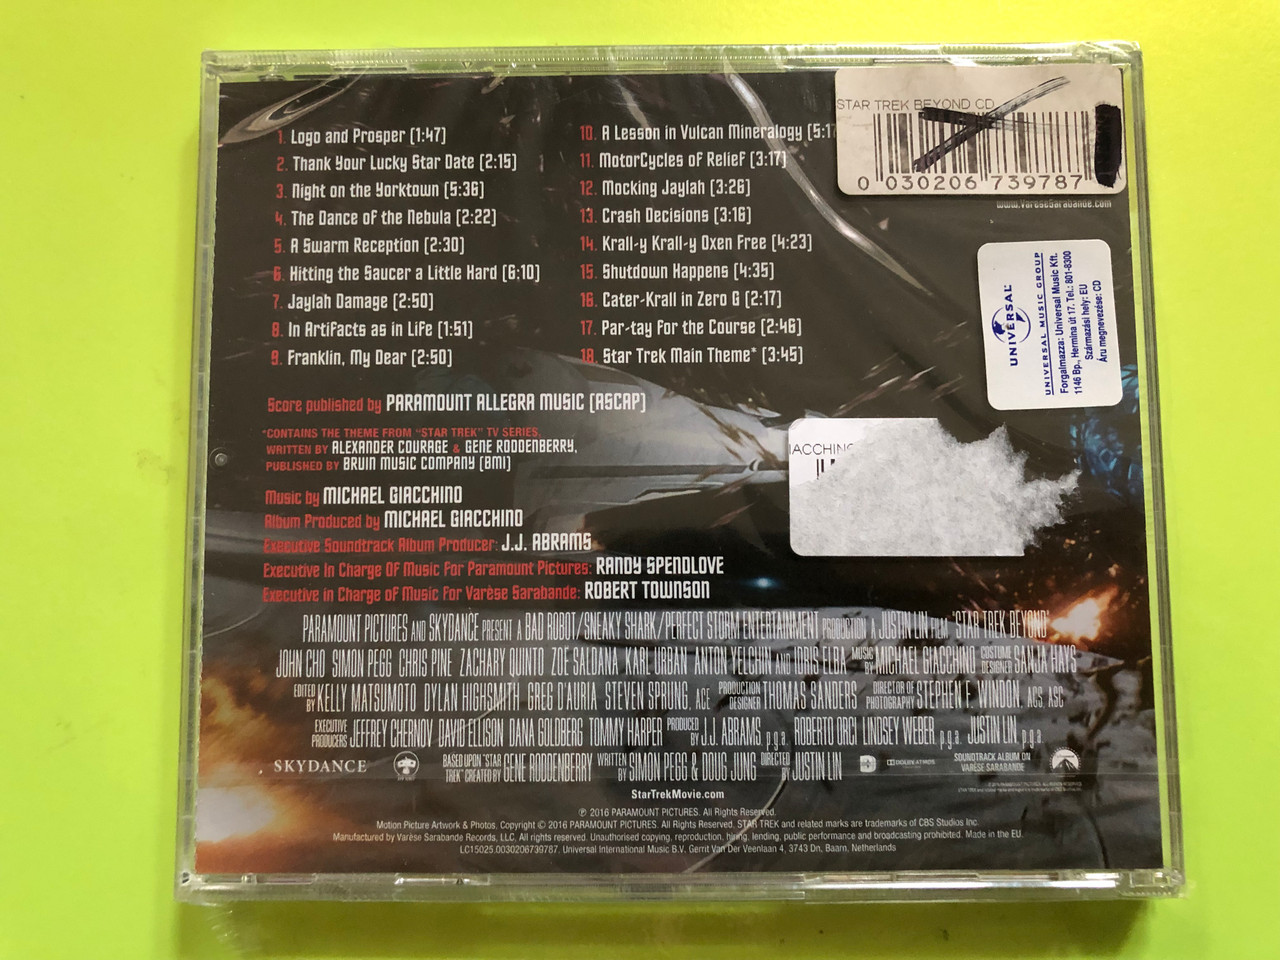 1. Logo and Prosper (1:47)
2. Thank Your Lucky Star Date (2:15)
3. Night on the Yorktown (5:36)
4. The Dance of the Nebula (2:22)
5. A Swarm Reception (2:30)
6. Hitting the Saucer a Little Hard (6:10)
7. Jaylah Damage (2:50)
8. In Artifacts as in Life (1:51)
9. Franklin, My Dear (2:50)
10. A Lesson in Vulcan Mineralogy (5:17
11. MotorCycles of Relief (3:17)
12. Mocking Jaylah (3:26)
13. Crash Decisions (3:16)
14. Krall-y Krall-y Oxen Free (4:23)
15. Shutdown Happens (4:35)
16. Cater-Krall in Zero G (2:17)
17. Par-tay for the Course (2:46)
18. Star Trek Main Theme* (3:45)
STAR TREK BEYOND CD
0 030206 739787
www.VareseSarabande.com
UNIVERSAL
UNIVERSAL MUSIC GROUP
Forgalmazza: Universal Music Kft.
1146 Bp., Hermina út 17. Tel.: 801-8300
Származási hely: EU
Áru megnevezése: CD
IACCHINO
Score published by PARAMOUNT ALLEGRA MUSIC (ASCAP)
*CONTAINS THE THEME FROM "STAR TREK" TV SERIES,
WRITTEN BY ALEXANDER COURAGE & GENE RODDENBERRY,
PUBLISHED BY BRUIN MUSIC COMPANY (BMI)
Music by MICHAEL GIACCHINO
Album Produced by MICHAEL GIACCHINO
Executive Soundtrack Album Producer: J.J. ABRAMS
Executive In Charge Of Music For Paramount Pictures: RANDY SPENDLOVE
Executive in Charge of Music For Varèse Sarabande: ROBERT TOWNSON
PARAMOUNT PICTURES AND SKYDANCE PRESENT A BAD ROBOT/SNEAKY SHARK/PERFECT STORM ENTERTAINMENT PRODUCTION A JUSTIN LIN "STAR TREK BEYOND"
JOHN CHO SIMON PEGG CHRIS PINE ZACHARY QUINTO ZOE SALDANA KARL URBAN ANTON YELCHIN AND IDRIS ELBA MUSIC BY MICHAEL GIACCHINO COSTUME DESIGNER SANJA HAYS
EDITED BY KELLY MATSUMOTO DYLAN HIGHSMITH GREG D'AURIA STEVEN SPRUNG, ACE PRODUCTION DESIGNER THOMAS SANDERS DIRECTOR OF PHOTOGRAPHY STEPHEN F. WINDON, ACS, ASC
EXECUTIVE PRODUCERS JEFFREY CHERNOV DAVID ELLISON DANA GOLDBERG TOMMY HARPER PRODUCED BY J.J. ABRAMS p.g.a. ROBERTO ORCI LINDSEY WEBER p.g.a. JUSTIN LIN, p.g.a
SKYDANCE BASED UPON "STAR TREK" CREATED BY GENE RODDENBERRY WRITTEN BY SIMON PEGG & DOUG JUNG DIRECTED BY JUSTIN LIN DOLBY ATMOS SOUNDTRACK ALBUM ON VARÈSE SARABANDE
StarTrekMovie.com
℗ 2016 PARAMOUNT PICTURES. All Rights Reserved.
Motion Picture Artwork & Photos, Copyright © 2016 PARAMOUNT PICTURES. All Rights Reserved. STAR TREK and related marks are trademarks of CBS Studios Inc.
Manufactured by Varèse Sarabande Records, LLC. All rights reserved. Unauthorised copying, reproduction, hiring, lending, public performance and broadcasting prohibited. Made in the EU.
LC15025.0030206739787. Universal International Music B.V. Gerrit Van Der Veenlaan 4, 3743 Dn, Baarn, Netherlands